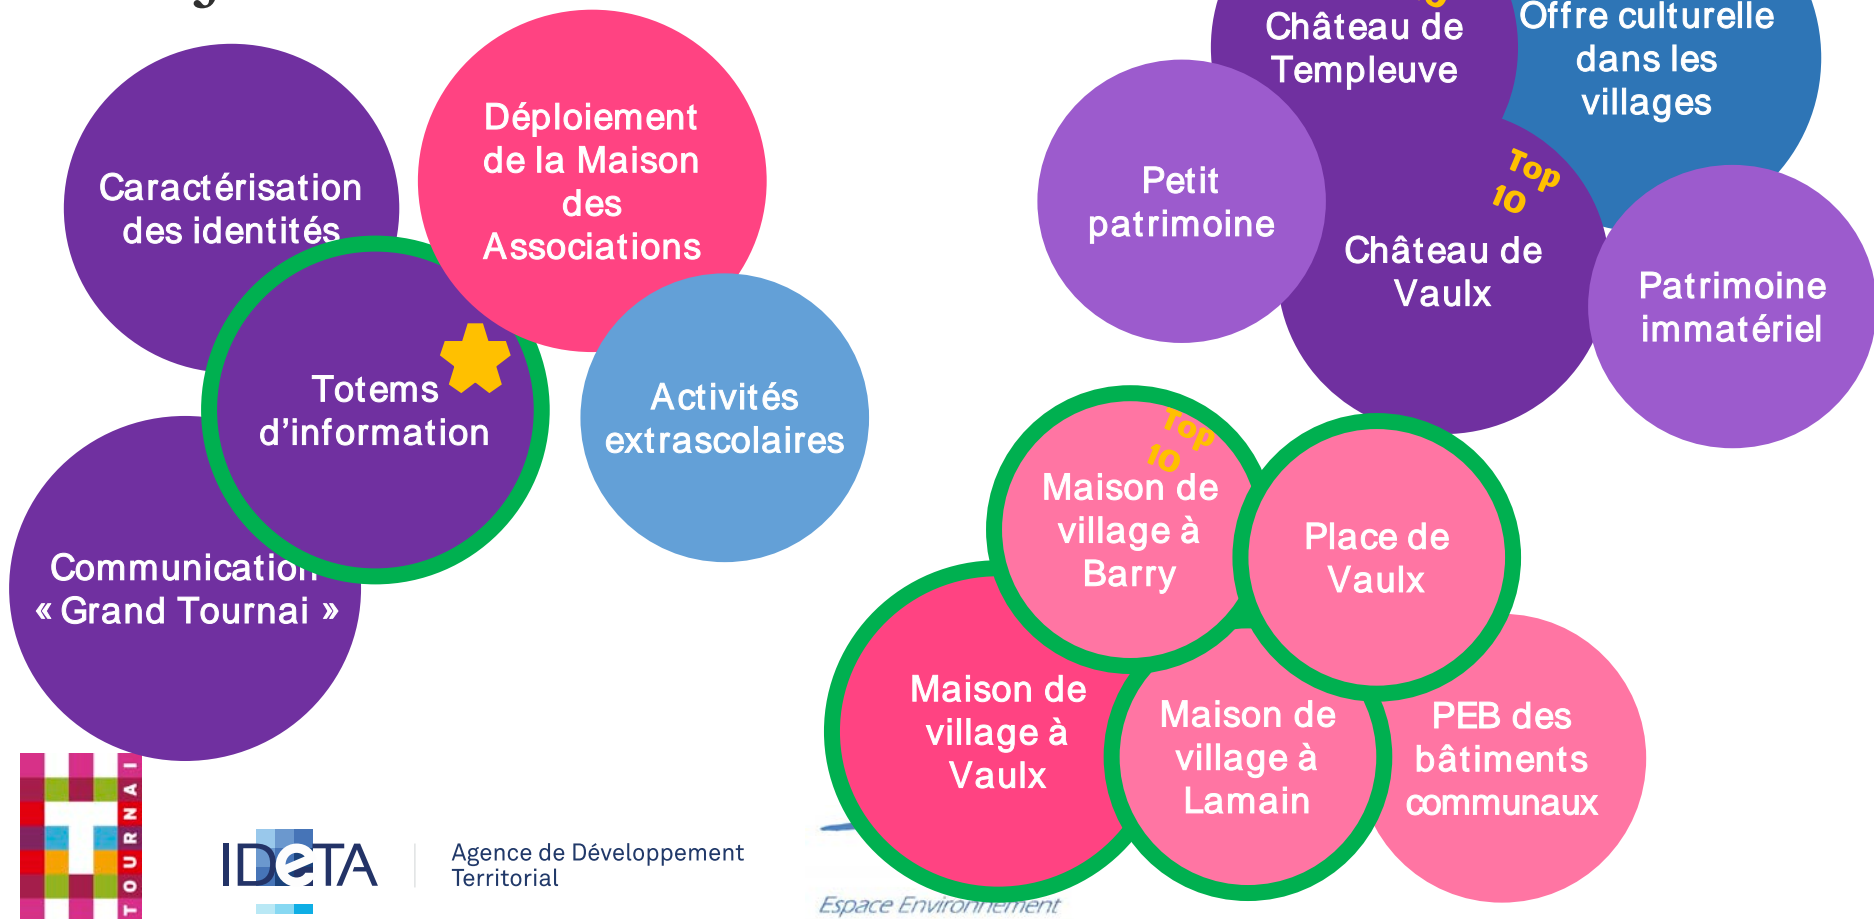 Château de
Templeuve
Offre culturelle
dans les
villages
Déploiement
de la Maison
des
Associations
Caractérisation
des identités
Petit
patrimoine
Top
10
Château de
Vaulx
Patrimoine
immatériel
Totems
d’information
Activités
extrascolaires
Top
10
Maison de
village à
Barry
Place de
Vaulx
Communication
« Grand Tournai »
Maison de
village à
Vaulx
Maison de
village à
Lamain
PEB des
bâtiments
communaux
TOURNAI
IDETA
Agence de Développement
Territorial
Espace Environnement